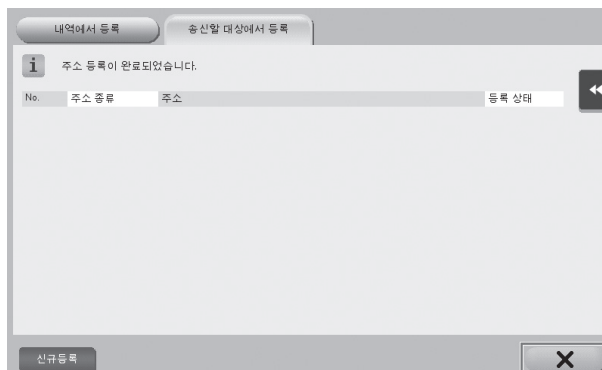 내역에서 등록 송신할 대상에서 등록
i 주소 등록이 완료되었습니다.
No. 주소 종류 주소 등록 상태
신규등록